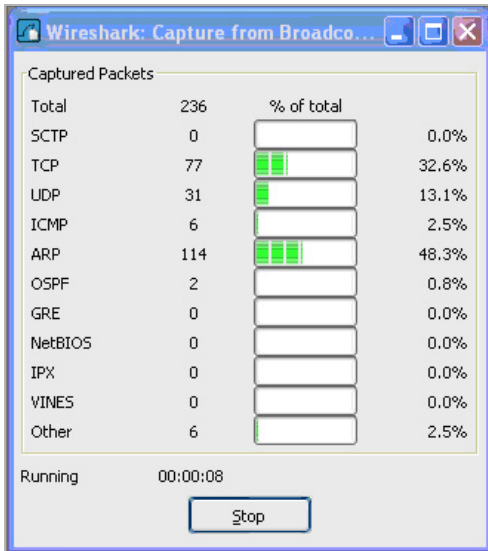 Wireshark: Capture from Broadco...
Captured Packets
Total 236 % of total
SCTP 0 0.0%
TCP 77 32.6%
UDP 31 13.1%
ICMP 6 2.5%
ARP 114 48.3%
OSPF 2 0.8%
GRE 0 0.0%
NetBIOS 0 0.0%
IPX 0 0.0%
VINES 0 0.0%
Other 6 2.5%
Running 00:00:08
Stop